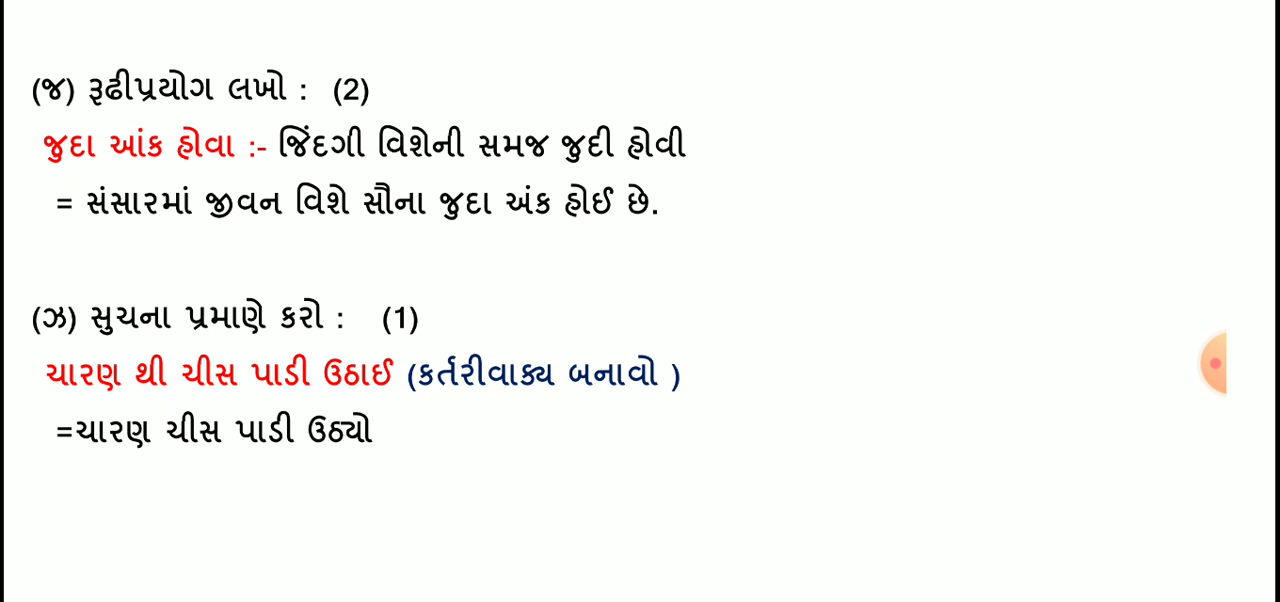 (જ) રૂઢીપ્રયોગ લખો : (2)
જુદા આંક હોવા :- જિંદગી વિશેની સમજ જુદી હોવી
= સંસારમાં જીવન વિશે સૌના જુદા અંક હોઈ છે.
(ઝ) સુચના પ્રમાણે કરો : (1)
ચારણ થી ચીસ પાડી ઉઠાઈ (કર્તરીવાક્ય બનાવો )
=ચારણ ચીસ પાડી ઉઠ્યો